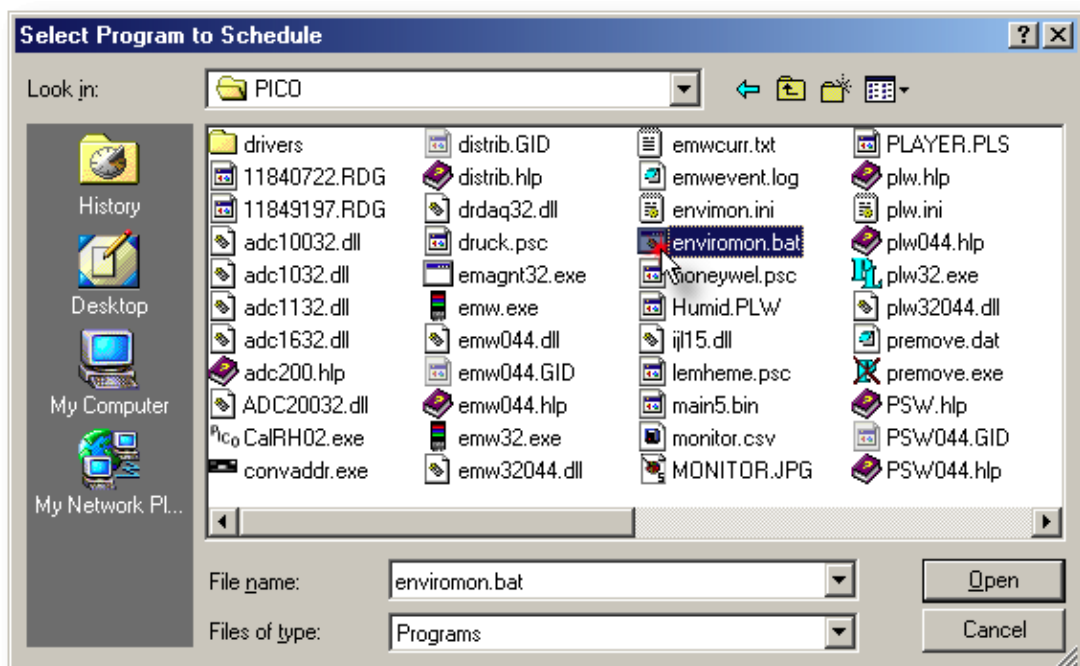 Select Program to Schedule
Look in:
PICO
History
Desktop
My Computer
My Network Pl...
drivers
11840722.RDG
11849197.RDG
adc10032.dll
adc1032.dll
adc1132.dll
adc1632.dll
adc200.hlp
ADC20032.dll
CalRH02.exe
convaddr.exe
distrib.GID
distrib.hlp
drdaq32.dll
druck.psc
emagnt32.exe
emw.exe
emw044.dll
emw044.GID
emw044.hlp
emw32.exe
emw32044.dll
emwcurr.txt
emwevent.log
envimon.ini
enviromon.bat
honeywel.psc
Humid.PLW
ijl15.dll
lemheme.psc
main5.bin
monitor.csv
MONITOR.JPG
PLAYER.PLS
plw.hlp
plw.ini
plw044.hlp
plw32.exe
plw32044.dll
premove.dat
premove.exe
PSW.hlp
PSW044.GID
PSW044.hlp
File name:
enviromon.bat
Open
Files of type:
Programs
Cancel